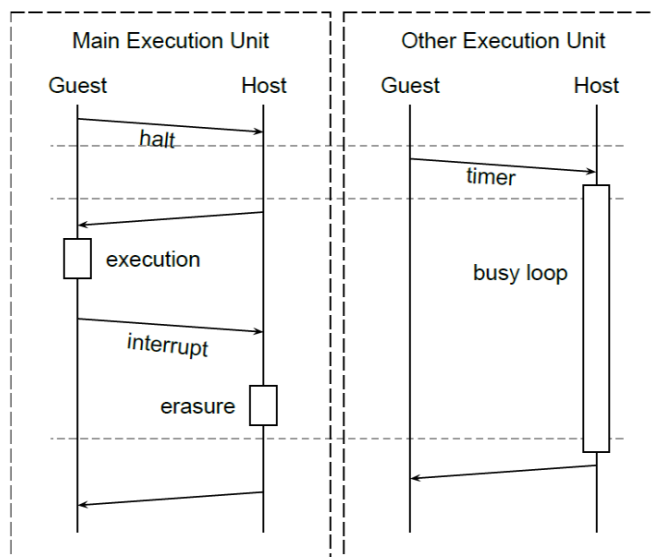 Main Execution Unit
Guest
Host
halt
execution
interrupt
erasure
Other Execution Unit
Guest
Host
timer
busy loop